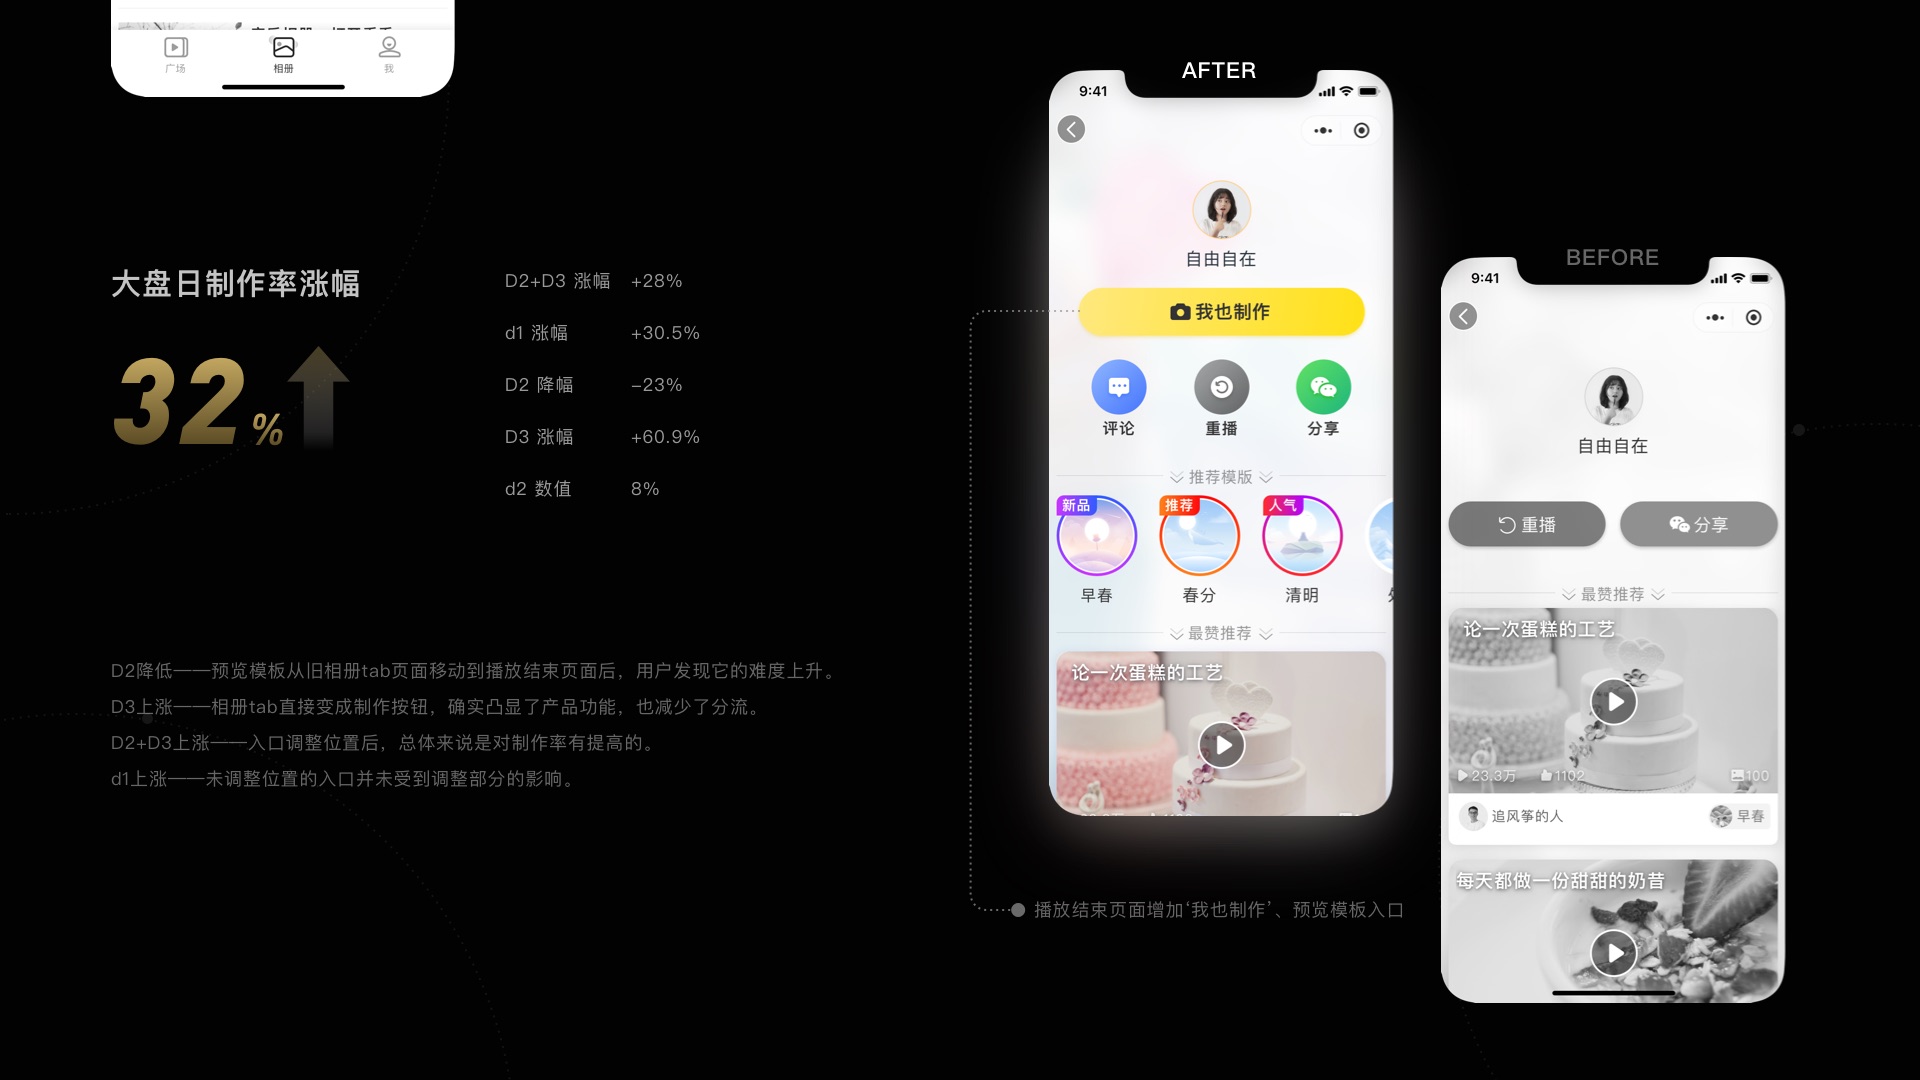 广场
相册
我
大盘日制作率涨幅
32%
D2+D3 涨幅 +28%
d1 涨幅 +30.5%
D2 降幅 –23%
D3 涨幅 +60.9%
d2 数值 8%
D2降低——预览模板从旧相册tab页面移动到播放结束页面后，用户发现它的难度上升。
D3上涨——相册tab直接变成制作按钮，确实凸显了产品功能，也减少了分流。
D2+D3上涨——入口调整位置后，总体来说是对制作率有提高的。
d1上涨——未调整位置的入口并未受到调整部分的影响。
AFTER
9:41
自由自在
我也制作
评论 重播 分享
推荐模版
新品 推荐 人气
早春 春分 清明
最赞推荐
论一次蛋糕的工艺
播放结束页面增加‘我也制作’、预览模板入口
BEFORE
9:41
自由自在
重播 分享
最赞推荐
论一次蛋糕的工艺
23.3万 1102 100
追风筝的人 早春
每天都做一份甜甜的奶昔